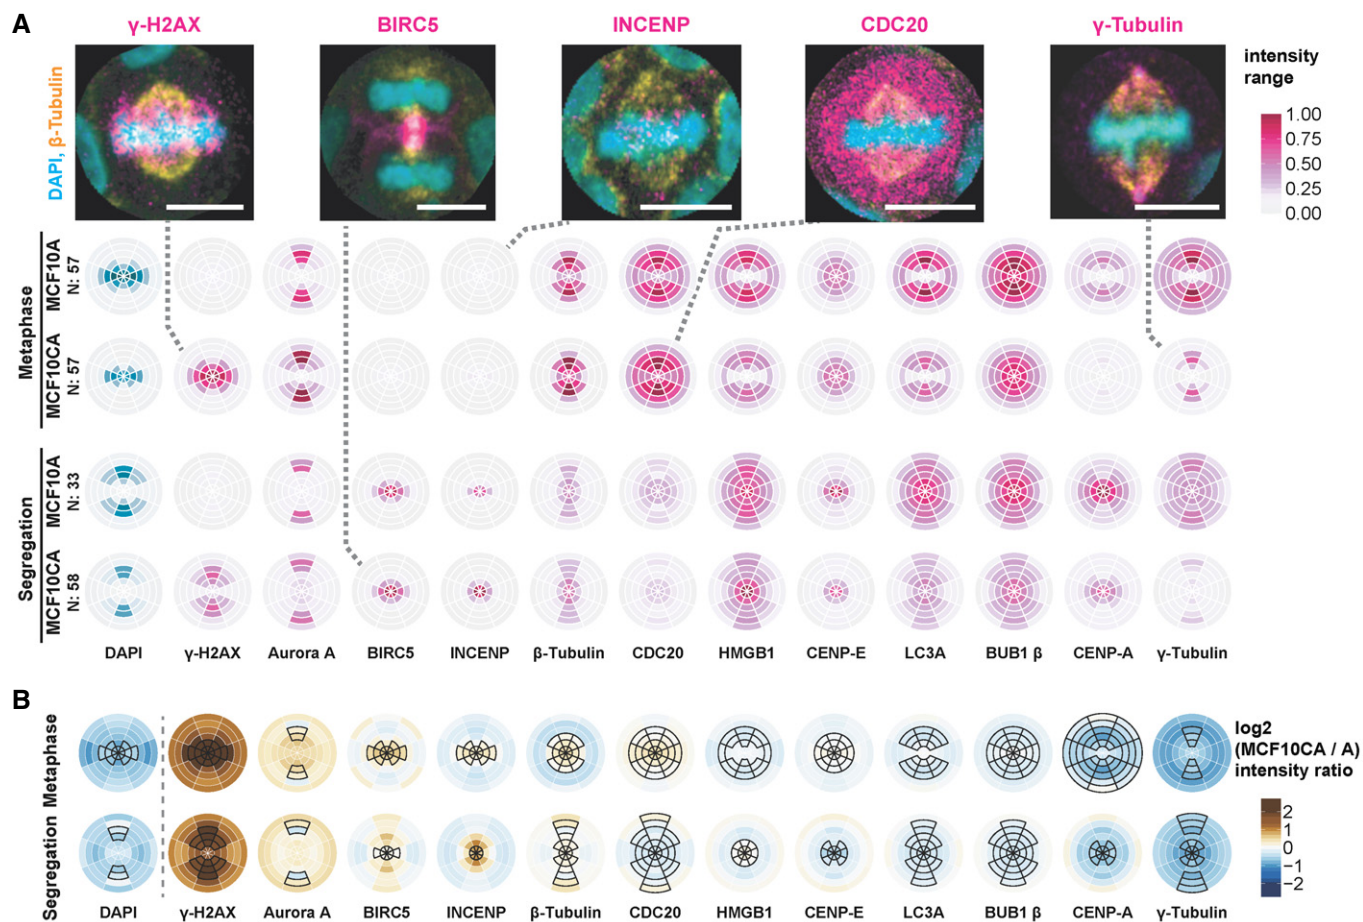 A
γ-H2AX
BIRC5
INCENP
CDC20
γ-Tubulin
DAPI, β-Tubulin
intensity
range
1.00
0.75
0.50
0.25
0.00
Metaphase
MCF10A
N: 57
MCF10CA
N: 57
Segregation
MCF10A
N: 33
MCF10CA
N: 58
DAPI
γ-H2AX
Aurora A
BIRC5
INCENP
β-Tubulin
CDC20
HMGB1
CENP-E
LC3A
BUB1 β
CENP-A
γ-Tubulin
B
Metaphase
Segregation
log2
(MCF10CA / A)
intensity ratio
2
1
0
−1
−2
DAPI
γ-H2AX
Aurora A
BIRC5
INCENP
β-Tubulin
CDC20
HMGB1
CENP-E
LC3A
BUB1 β
CENP-A
γ-Tubulin